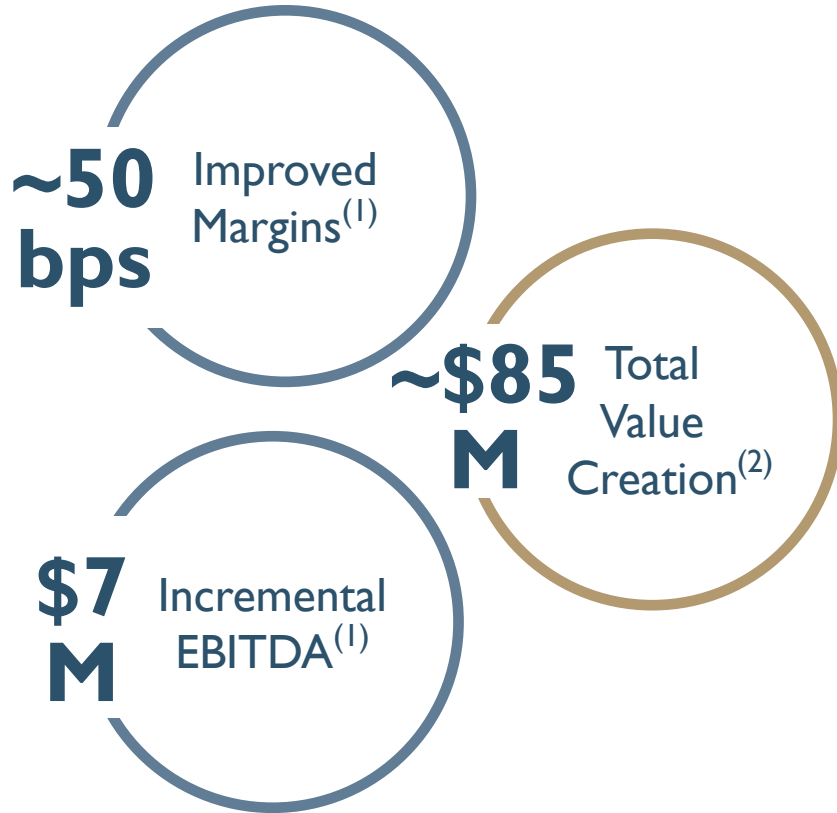 ~50
bps
Improved
Margins(1)
~$85
M
Total
Value
Creation(2)
$7
M
Incremental
EBITDA(1)